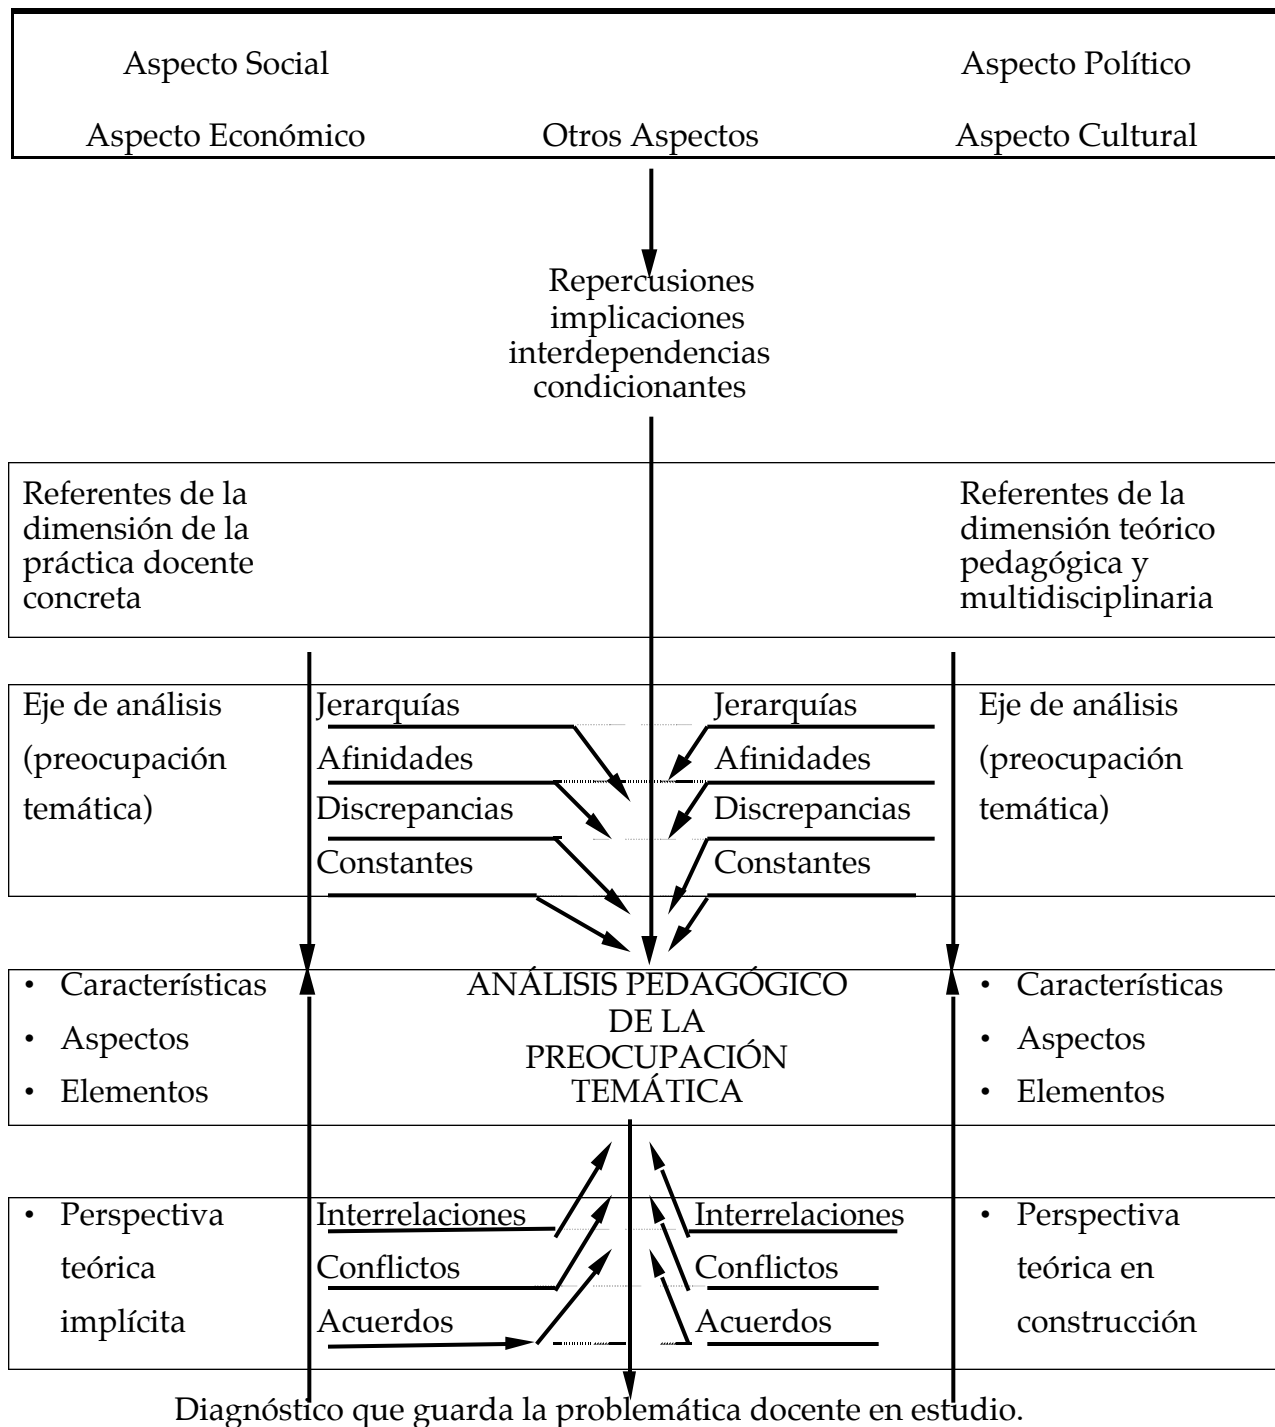 Aspecto Social Aspecto Político
Aspecto Económico Otros Aspectos Aspecto Cultural
Repercusiones
implicaciones
interdependencias
condicionantes
Referentes de la
dimensión de la
práctica docente
concreta
Referentes de la
dimensión teórico
pedagógica y
multidisciplinaria
Eje de análisis
(preocupación
temática)
Jerarquías
Afinidades
Discrepancias
Constantes
Jerarquías
Afinidades
Discrepancias
Constantes
Eje de análisis
(preocupación
temática)
• Características
• Aspectos
• Elementos
ANÁLISIS PEDAGÓGICO
DE LA
PREOCUPACIÓN
TEMÁTICA
• Características
• Aspectos
• Elementos
• Perspectiva
teórica
implícita
Interrelaciones
Conflictos
Acuerdos
Interrelaciones
Conflictos
Acuerdos
• Perspectiva
teórica en
construcción
Diagnóstico que guarda la problemática docente en estudio.